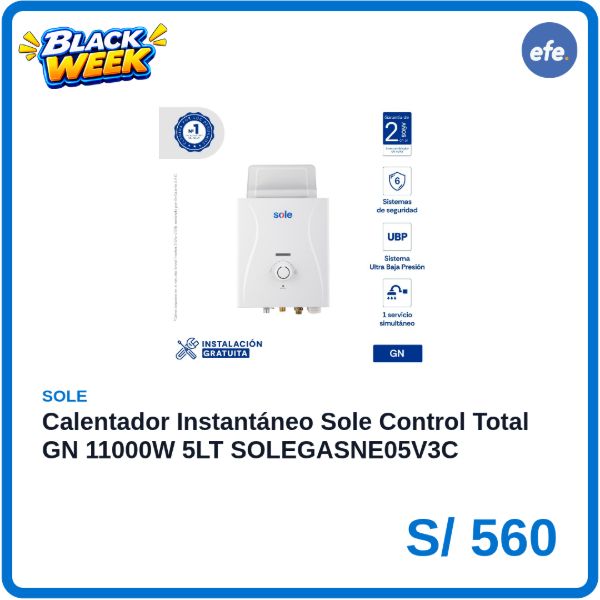 BLACK
WEEK
efe.
Nº1
Garantía de
2 años
sole
6
Sistemas
de seguridad
UBP
Sistema
Ultra Baja Presión
1 servicio
simultáneo
INSTALACIÓN
GRATUITA
GN
SOLE
Calentador Instantáneo Sole Control Total
GN 11000W 5LT SOLEGASNE05V3C
S/ 560